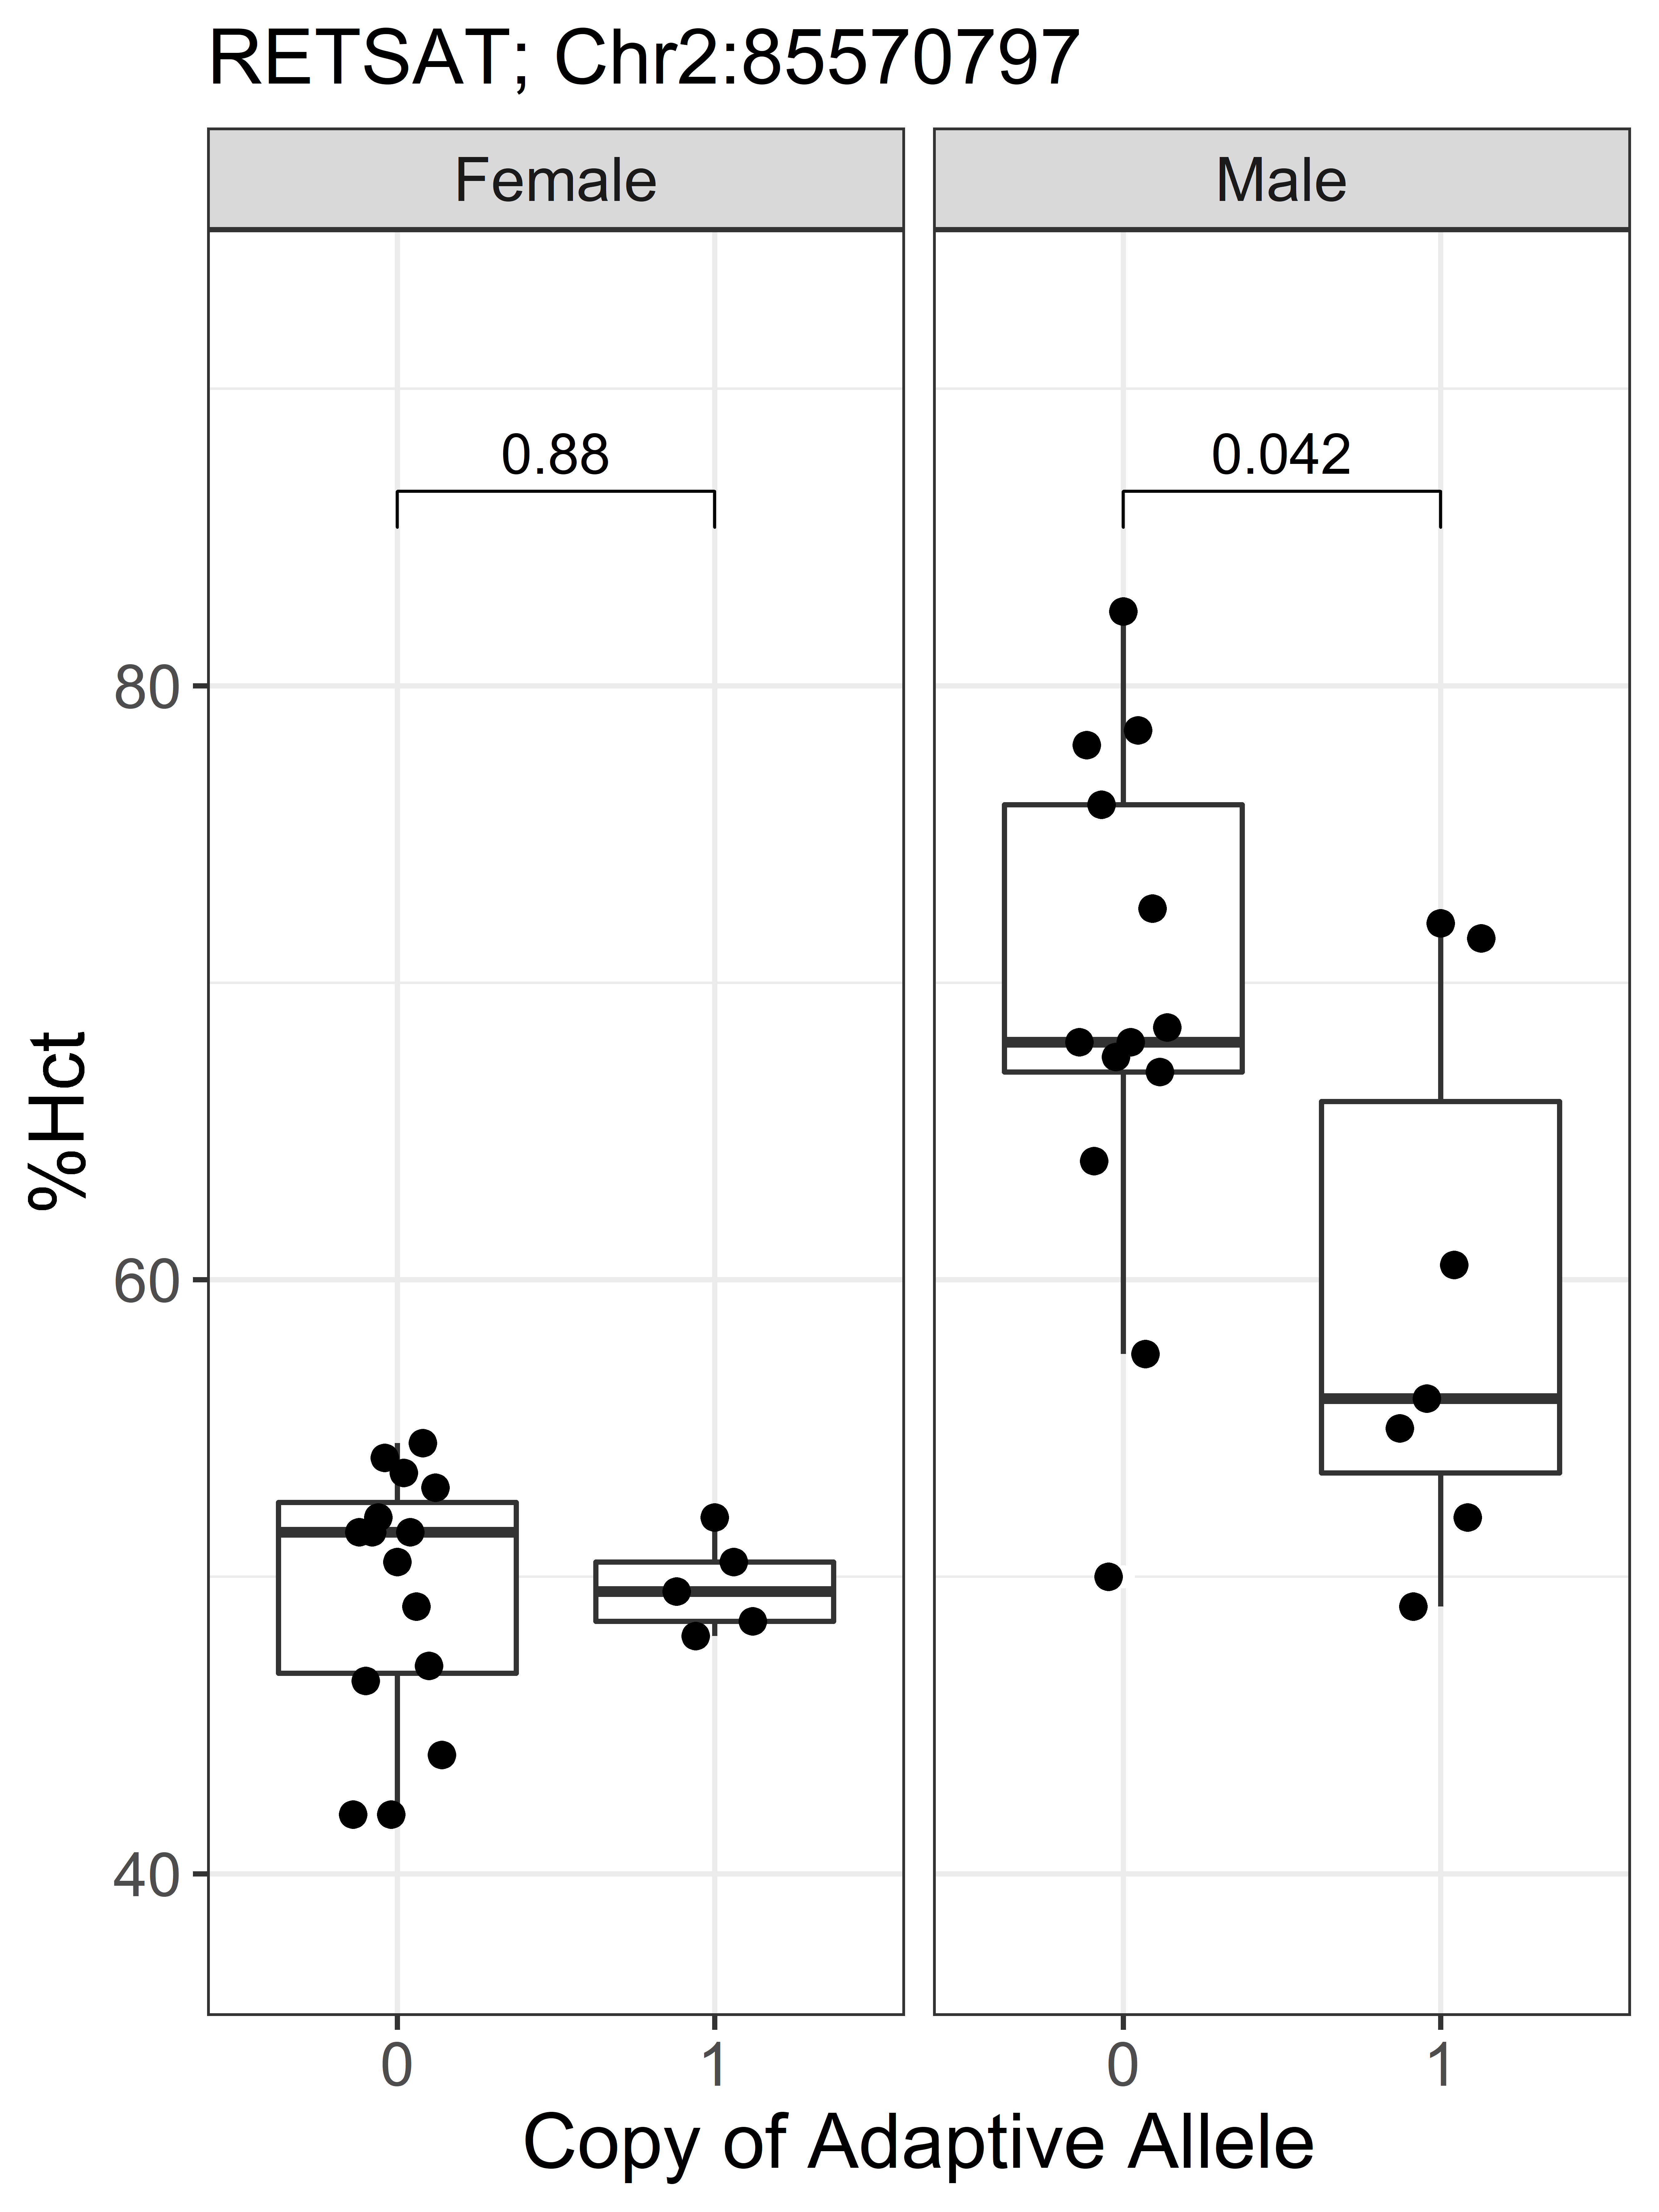 RETSAT; Chr2:85570797
Female
Male
0.88
0.042
80
60
40
%Hct
0
1
0
1
Copy of Adaptive Allele